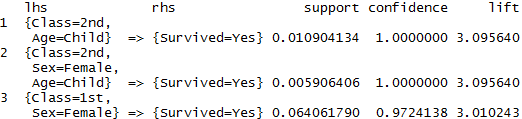 lhs rhs support confidence lift
1 {Class=2nd,
Age=Child} => {Survived=Yes} 0.010904134 1.0000000 3.095640
2 {Class=2nd,
Sex=Female,
Age=Child} => {Survived=Yes} 0.005906406 1.0000000 3.095640
3 {Class=1st,
Sex=Female} => {Survived=Yes} 0.064061790 0.9724138 3.010243